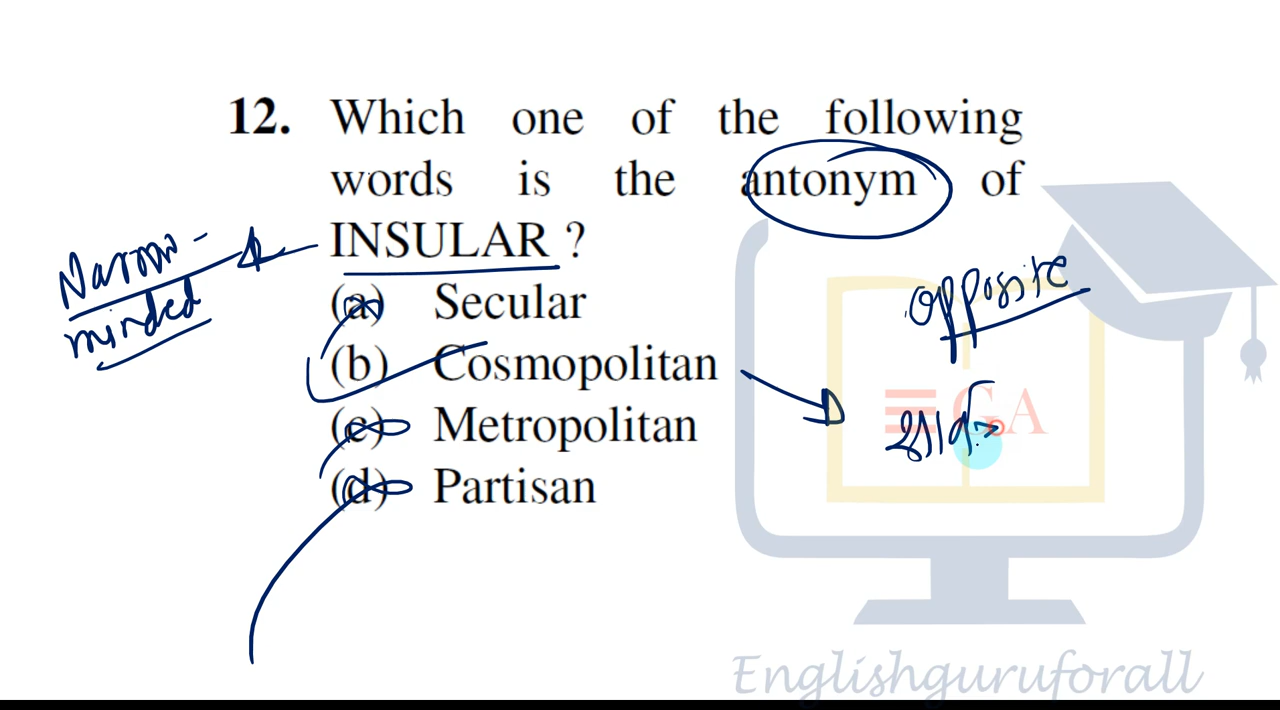 12. Which one of the following
words is the antonym of
INSULAR ?
Narrow-
minded
(a) Secular
opposite
(b) Cosmopolitan
(c) Metropolitan
GA
(d) Partisan
Englishguruforall